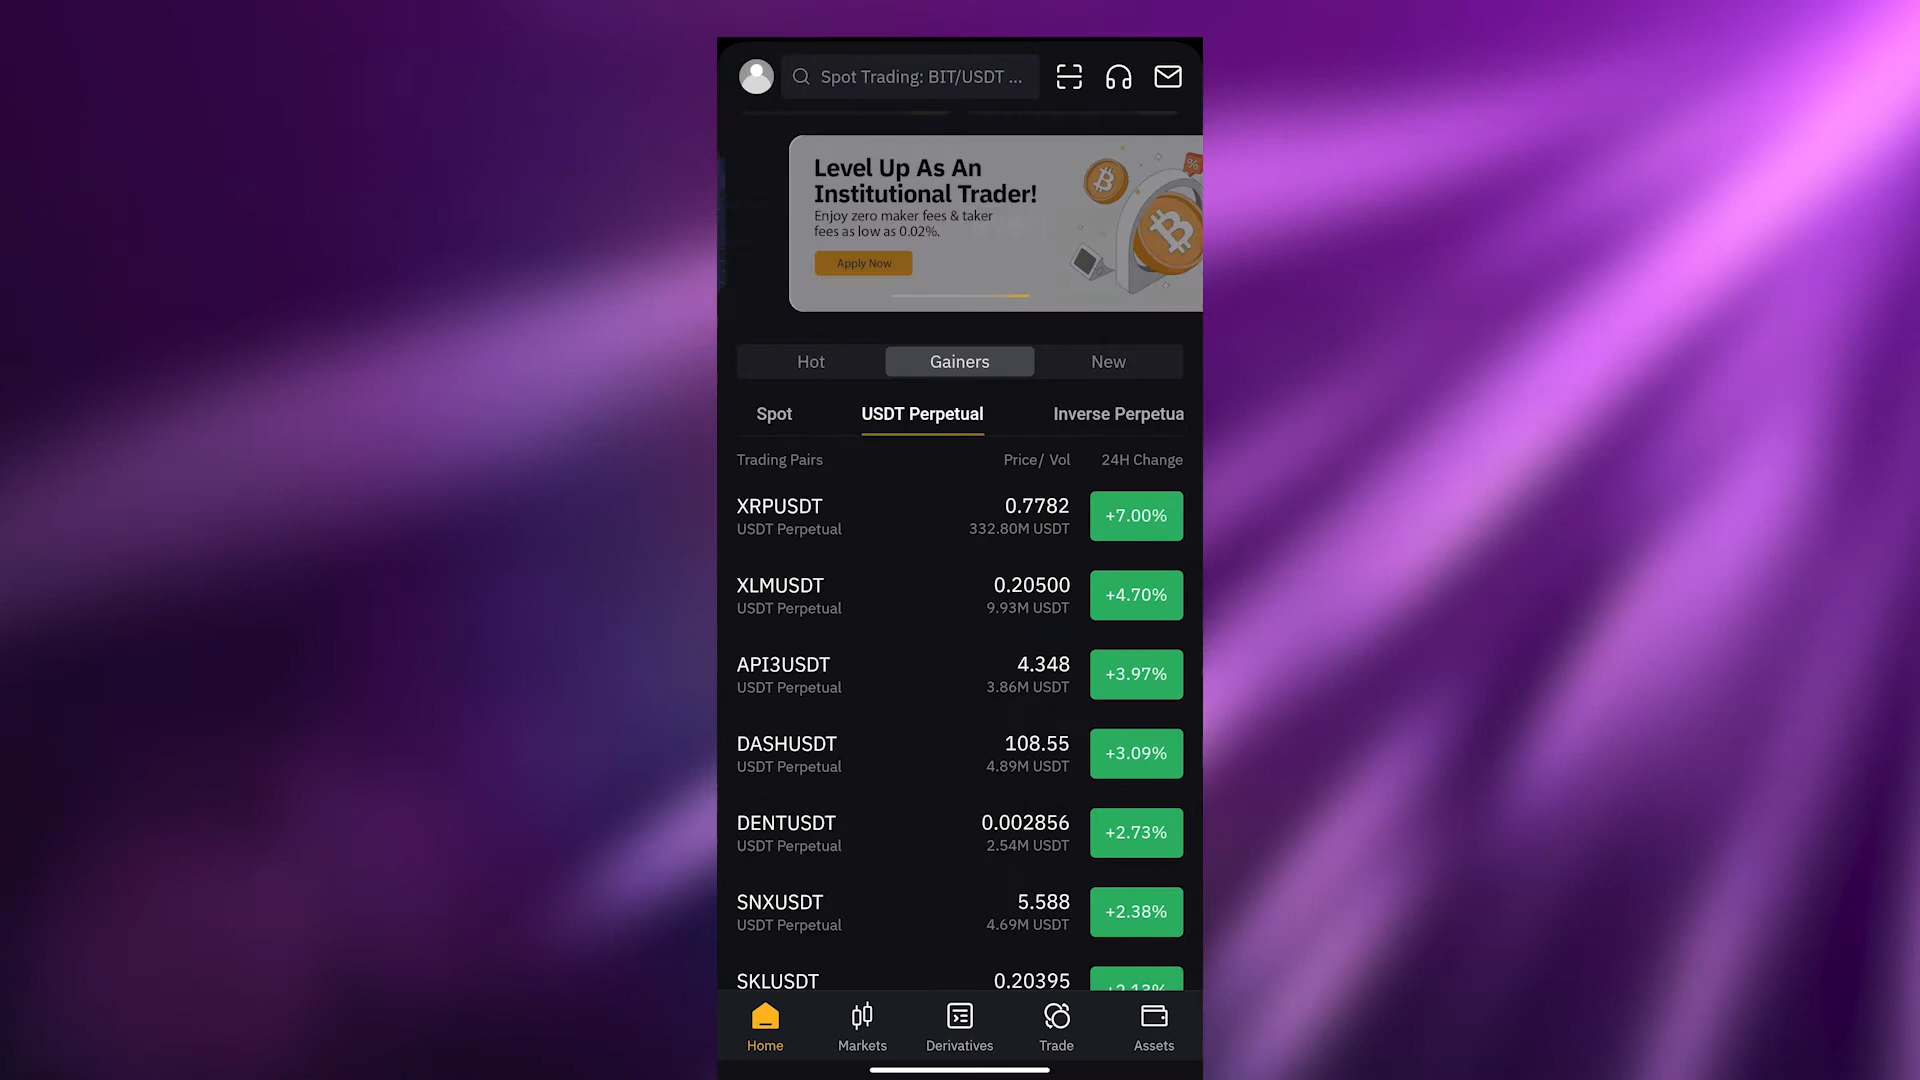 Spot Trading: BIT/USDT ...
Level Up As An
Institutional Trader!
Enjoy zero maker fees & taker
fees as low as 0.02%.
Apply Now
Hot Gainers New
Spot USDT Perpetual Inverse Perpetua
Trading Pairs Price/ Vol 24H Change
XRPUSDT 0.7782 +7.00%
USDT Perpetual 332.80M USDT
XLMUSDT 0.20500 +4.70%
USDT Perpetual 9.93M USDT
API3USDT 4.348 +3.97%
USDT Perpetual 3.86M USDT
DASHUSDT 108.55 +3.09%
USDT Perpetual 4.89M USDT
DENTUSDT 0.002856 +2.73%
USDT Perpetual 2.54M USDT
SNXUSDT 5.588 +2.38%
USDT Perpetual 4.69M USDT
SKLUSDT 0.20395
Home Markets Derivatives Trade Assets